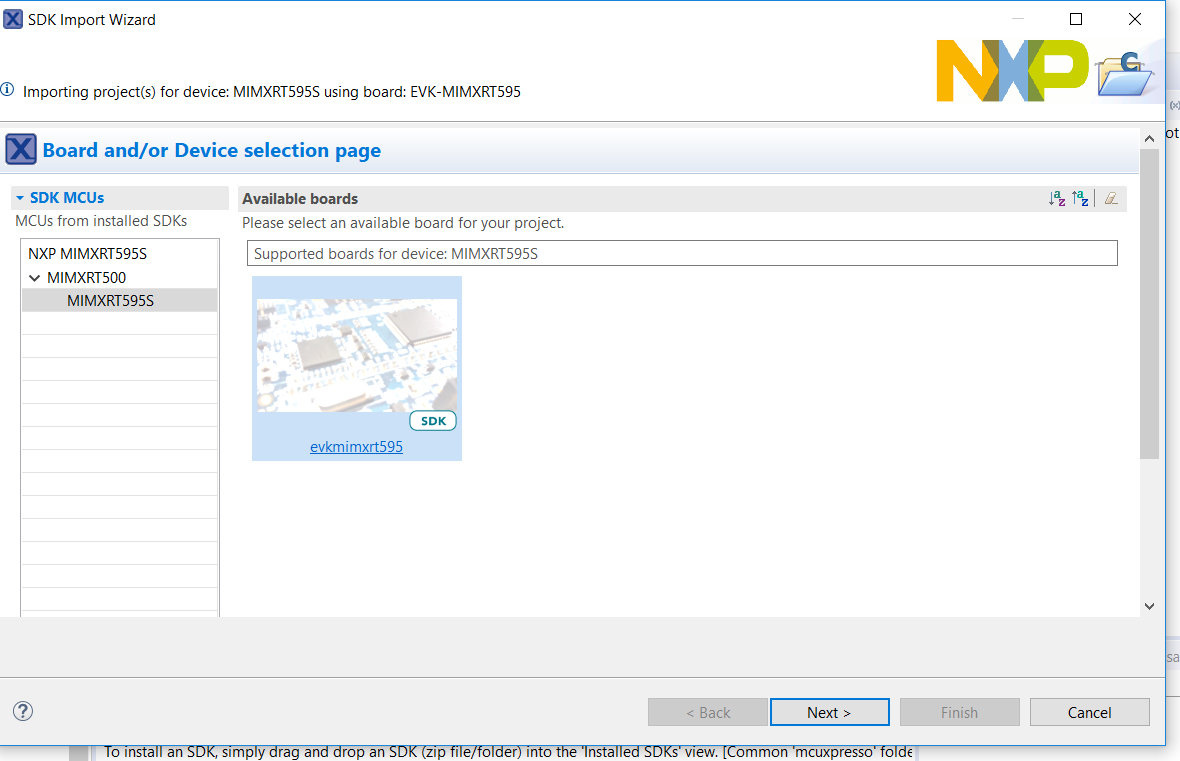 SDK Import Wizard
NXP
C
Importing project(s) for device: MIMXRT595S using board: EVK-MIMXRT595
(x)
ot
Board and/or Device selection page
SDK MCUs
MCUs from installed SDKs
NXP MIMXRT595S
MIMXRT500
MIMXRT595S
Available boards
Please select an available board for your project.
Supported boards for device: MIMXRT595S
SDK
evkmimxrt595
sa
< Back
Next >
Finish
Cancel
To install an SDK, simply drag and drop an SDK (zip file/folder) into the 'Installed SDKs' view. [Common 'mcuxpresso' folde